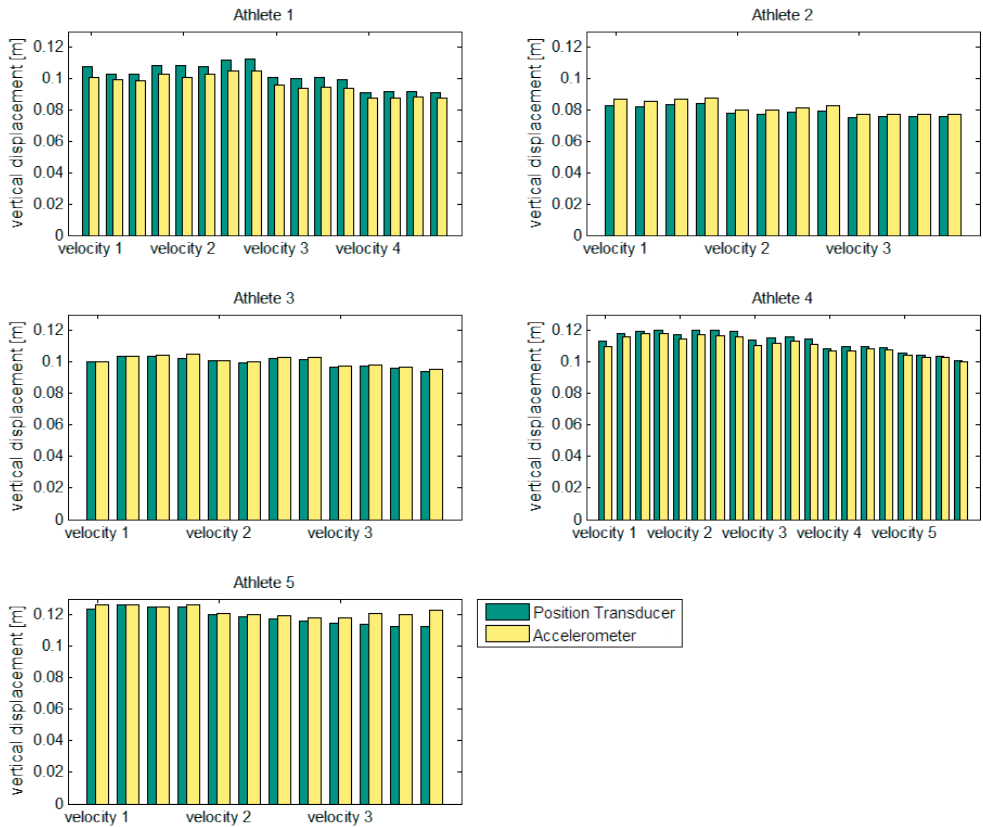 Athlete 1
vertical displacement [m]
0.12
0.1
0.08
0.06
0.04
0.02
0
velocity 1 velocity 2 velocity 3 velocity 4
Athlete 2
vertical displacement [m]
0.12
0.1
0.08
0.06
0.04
0.02
0
velocity 1 velocity 2 velocity 3
Athlete 3
vertical displacement [m]
0.12
0.1
0.08
0.06
0.04
0.02
0
velocity 1 velocity 2 velocity 3
Athlete 4
vertical displacement [m]
0.12
0.1
0.08
0.06
0.04
0.02
0
velocity 1 velocity 2 velocity 3 velocity 4 velocity 5
Athlete 5
vertical displacement [m]
0.12
0.1
0.08
0.06
0.04
0.02
0
velocity 1 velocity 2 velocity 3
Position Transducer
Accelerometer